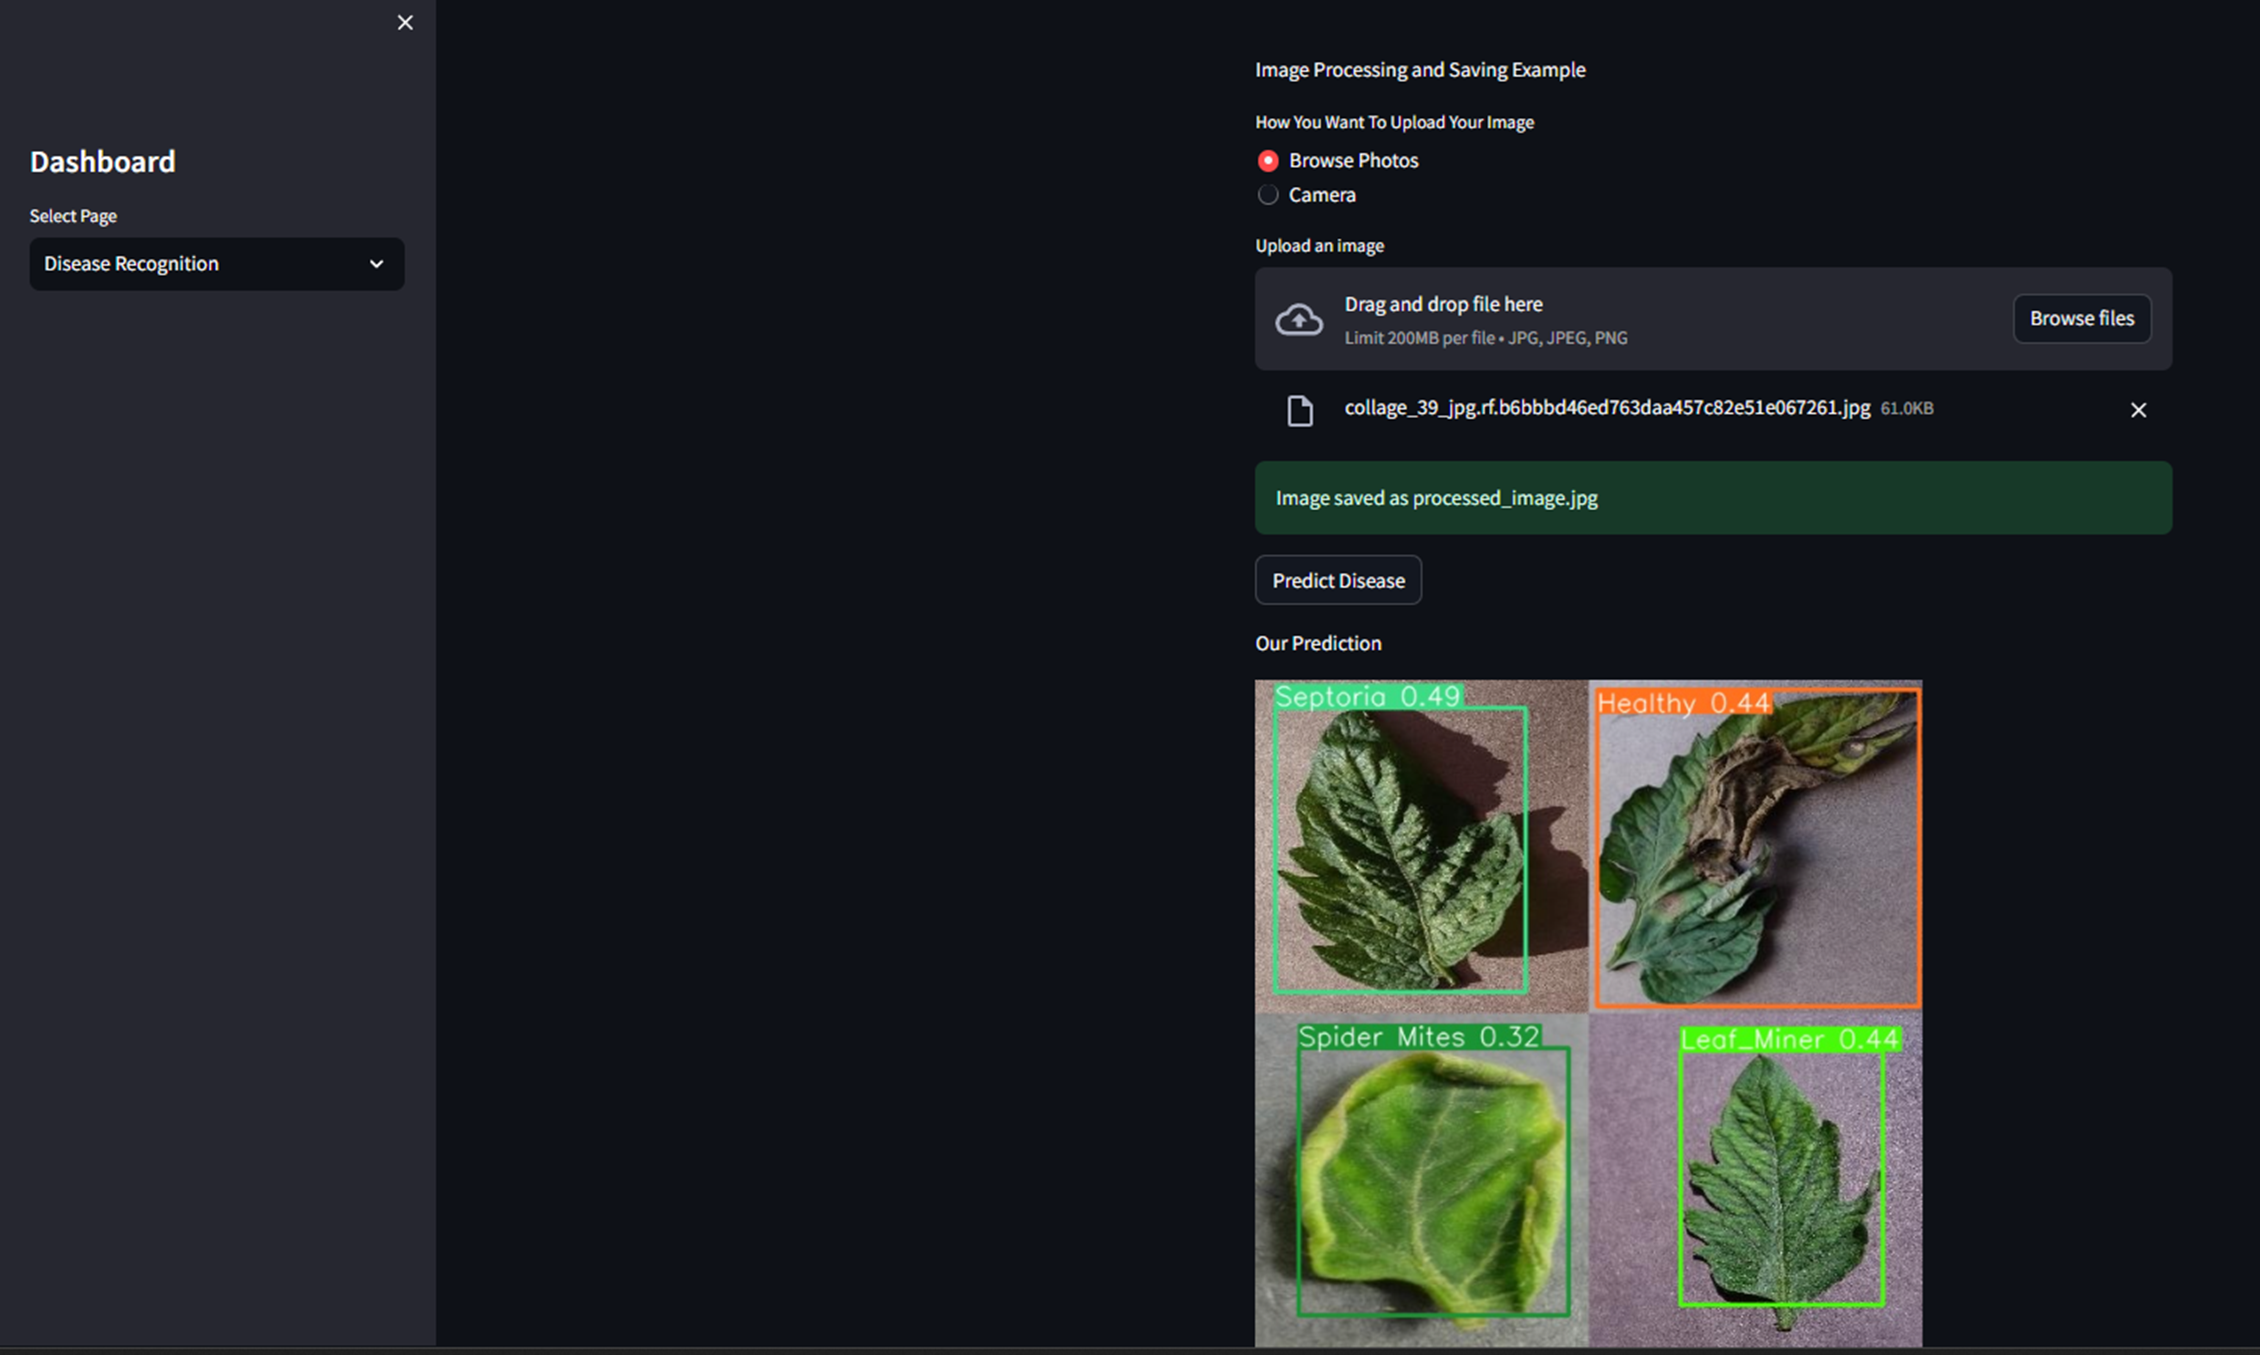 Dashboard
Select Page
Disease Recognition
Image Processing and Saving Example
How You Want To Upload Your Image
Browse Photos
Camera
Upload an image
Drag and drop file here
Limit 200MB per file • JPG, JPEG, PNG
Browse files
collage_39_jpg.rf.b6bbbd46ed763daa457c82e51e067261.jpg 61.0KB
Image saved as processed_image.jpg
Predict Disease
Our Prediction
Septoria 0.49
Healthy 0.44
Spider Mites 0.32
Leaf_Miner 0.44